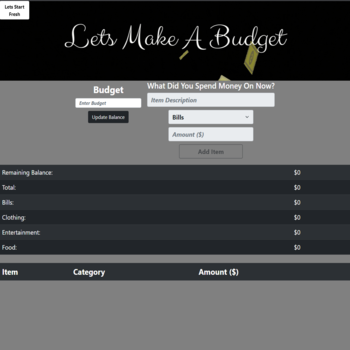 Lets Start
Fresh
Lets Make A Budget
Budget
Enter Budget
Update Balance
What Did You Spend Money On Now?
Item Description
Bills
Amount ($)
Add Item
Remaining Balance: $0
Total: $0
Bills: $0
Clothing: $0
Entertainment: $0
Food: $0
Item Category Amount ($)